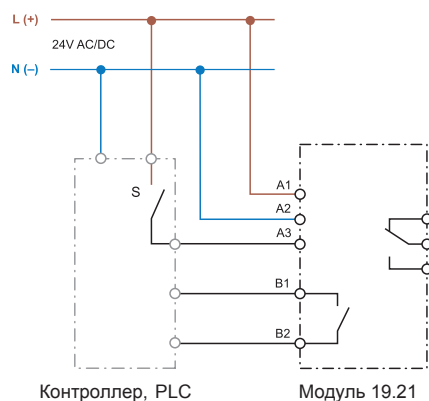 L (+)
24V AC/DC
N (–)
S
A1
A2
A3
B1
B2
Контроллер, PLC
Модуль 19.21